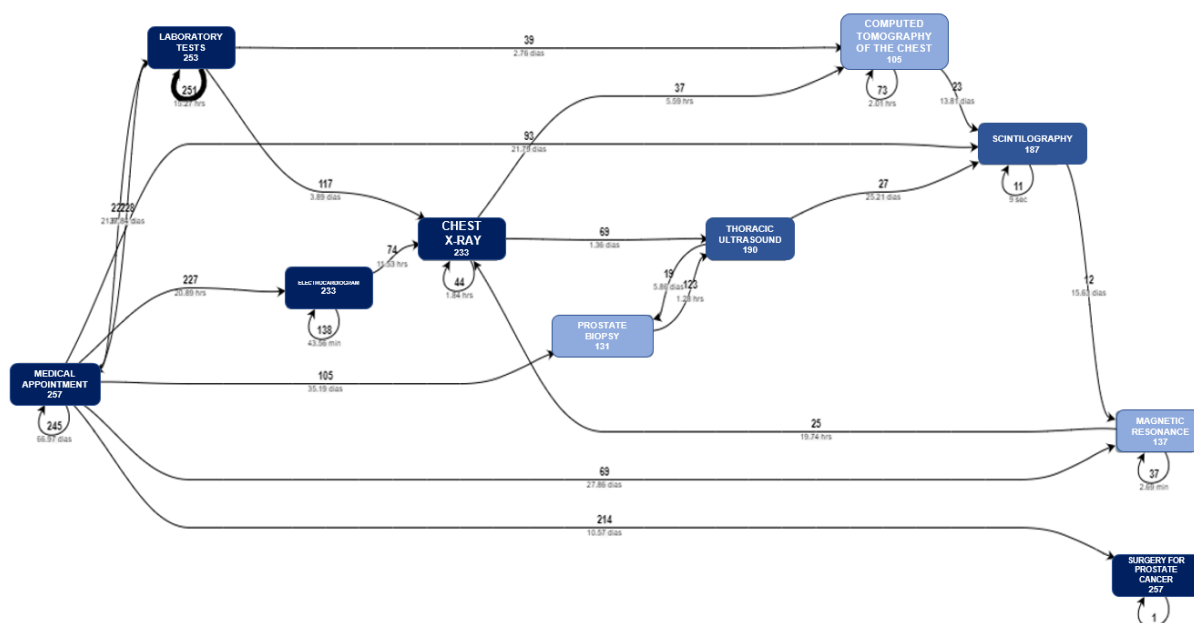 LABORATORY
TESTS
253
251
15.27 hrs
39
2.76 dias
COMPUTED
TOMOGRAPHY
OF THE CHEST
105
73
2.01 hrs
37
5.59 hrs
23
13.81 dias
93
21.79 dias
SCINTILOGRAPHY
187
11
9 sec
117
3.89 dias
27
25.21 dias
CHEST
X-RAY
233
44
1.84 hrs
69
1.36 dias
THORACIC
ULTRASOUND
190
74
11.53 hrs
227
20.89 hrs
ELECTROCARDIOGRAM
233
138
43.56 min
19
5.86 dias
123
1.28 hrs
12
PROSTATE
BIOPSY
131
MEDICAL
APPOINTMENT
257
245
66.97 dias
105
35.19 dias
25
19.74 hrs
MAGNETIC
RESONANCE
137
37
2.69 min
69
27.86 dias
214
10.57 dias
SURGERY FOR
PROSTATE
CANCER
257
1